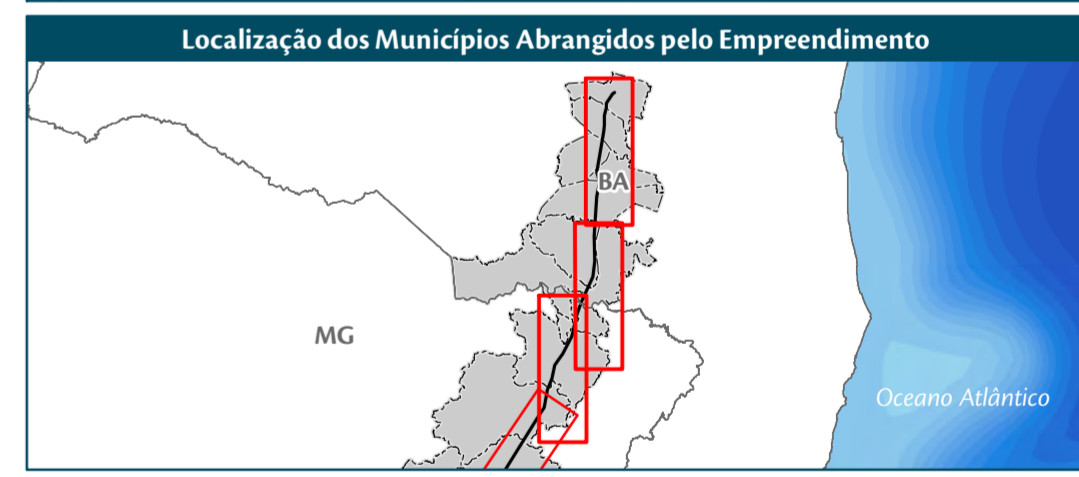 Localização dos Municípios Abrangidos pelo Empreendimento
BA
MG
Oceano Atlântico